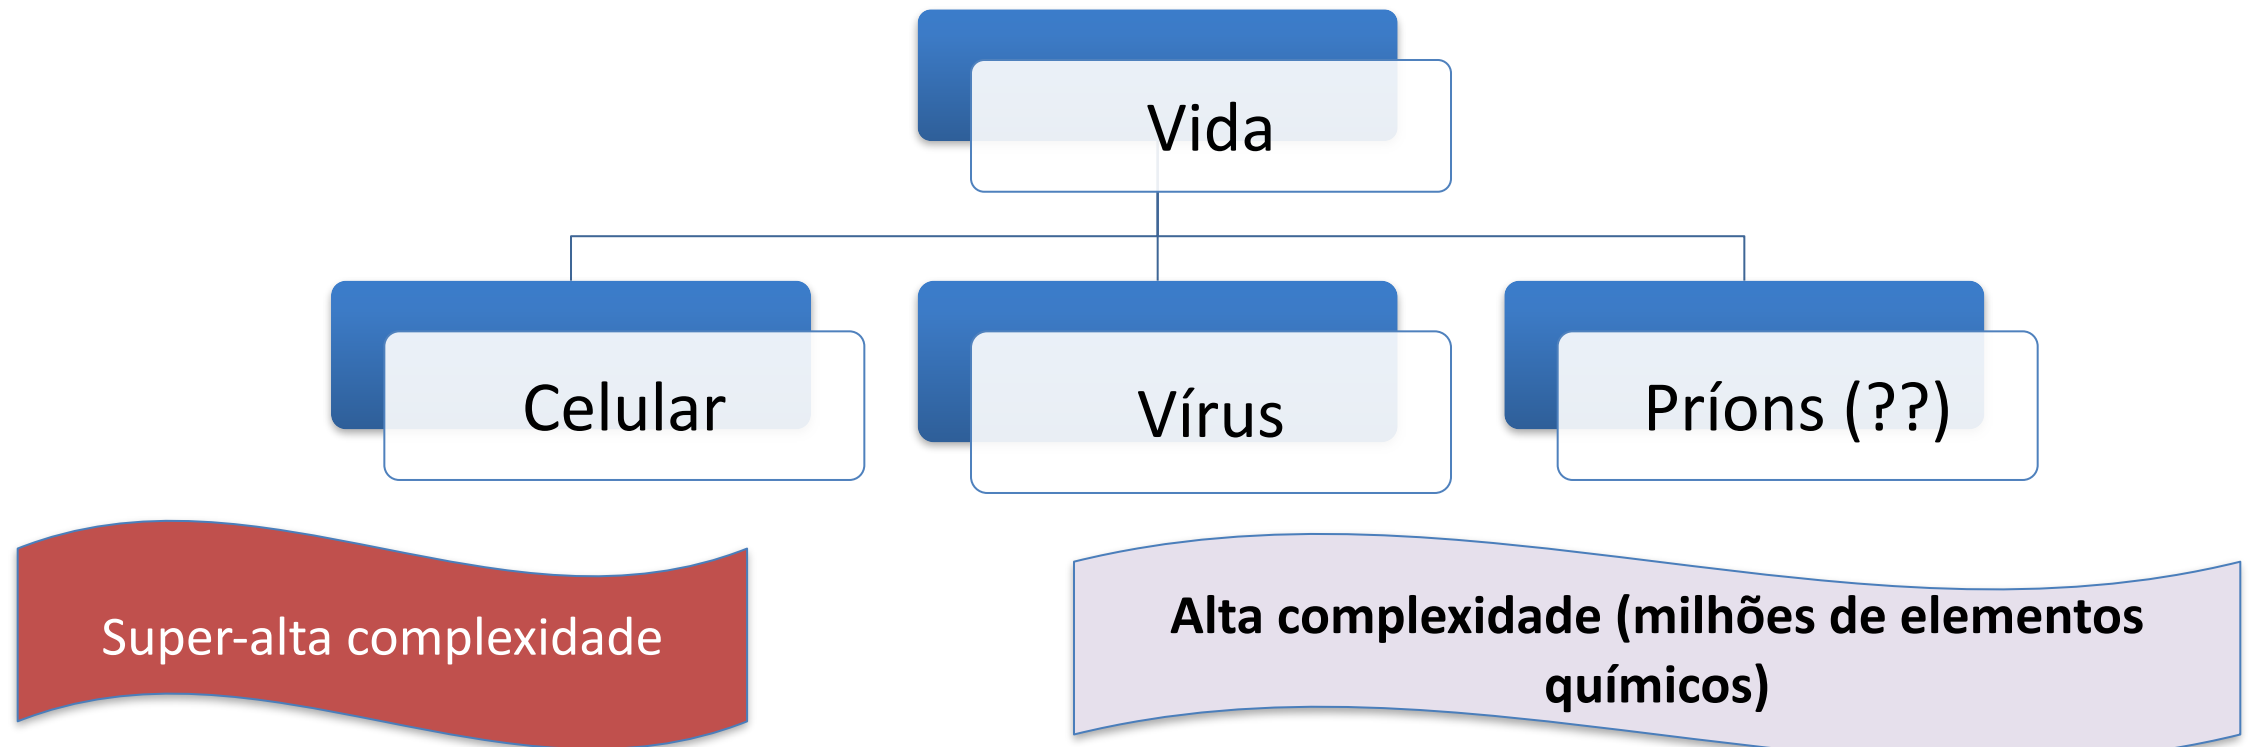 Vida
Celular
Vírus
Príons (??)
Super-alta complexidade
Alta complexidade (milhões de elementos
químicos)